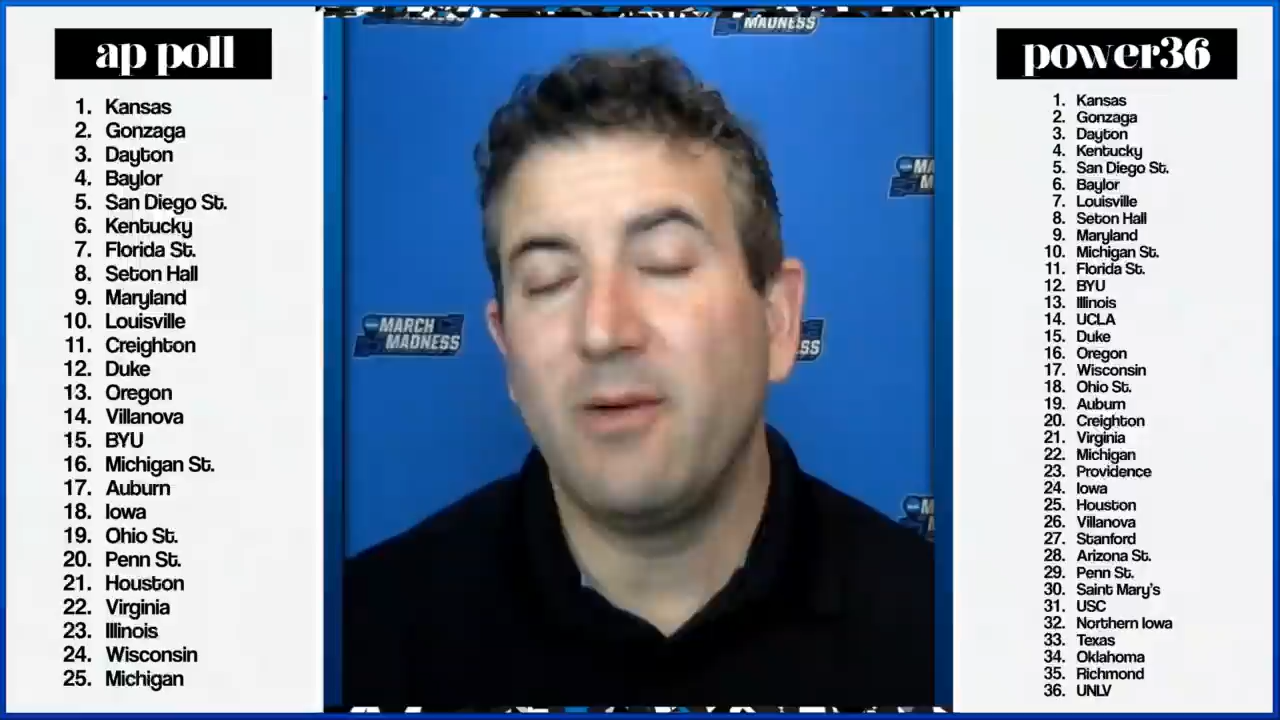 ap poll
1. Kansas
2. Gonzaga
3. Dayton
4. Baylor
5. San Diego St.
6. Kentucky
7. Florida St.
8. Seton Hall
9. Maryland
10. Louisville
11. Creighton
12. Duke
13. Oregon
14. Villanova
15. BYU
16. Michigan St.
17. Auburn
18. Iowa
19. Ohio St.
20. Penn St.
21. Houston
22. Virginia
23. Illinois
24. Wisconsin
25. Michigan
MADNESS
MARCH
MADNESS
power36
1. Kansas
2. Gonzaga
3. Dayton
4. Kentucky
5. San Diego St.
6. Baylor
7. Louisville
8. Seton Hall
9. Maryland
10. Michigan St.
11. Florida St.
12. BYU
13. Illinois
14. UCLA
15. Duke
16. Oregon
17. Wisconsin
18. Ohio St.
19. Auburn
20. Creighton
21. Virginia
22. Michigan
23. Providence
24. Iowa
25. Houston
26. Villanova
27. Stanford
28. Arizona St.
29. Penn St.
30. Saint Mary's
31. USC
32. Northern Iowa
33. Texas
34. Oklahoma
35. Richmond
36. UNLV